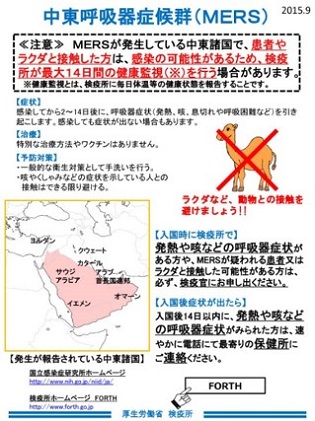 中東呼吸器症候群(MERS)
2015.9
≪注意≫ MERSが発生している中東諸国で、患者や
ラクダと接触した方は、感染の可能性があるため、検疫
所が最大14日間の健康監視(※)を行う場合があります。
※健康監視とは、検疫所に毎日体温等の健康状態を報告することです。
【症状】
感染してから2~14日後に、呼吸器症状(発熱、咳、息切れや呼吸困難など)を引き
起こします。感染しても症状が出ない場合もあります。
【治療】
特別な治療方法やワクチンはありません。
【予防対策】
・一般的な衛生対策として手洗いを行う。
・咳やくしゃみなどの症状を示している人との
接触はできる限り避ける。
ラクダなど、動物との接触を
避けましょう!!
ヨルダン
クウェート
カタール
サウジ
アラビア
アラブ
首長国連邦
オマーン
イエメン
【発生が報告されている中東諸国】
【入国時に検疫所で】
発熱や咳などの呼吸器症状が
ある方や、MERSが疑われる患者又は
ラクダと接触した可能性がある方は、
必ず、検疫官にお申し出ください。
【入国後症状が出たら】
入国後14日以内に、発熱や咳など
の呼吸器症状がみられた方は、速
やかに電話にて最寄りの保健所に
ご連絡ください。
国立感染症研究所ホームページ
http://www.nih.go.jp/niid/ja/
検疫所ホームページ FORTH
http://www.forth.go.jp
FORTH
厚生労働省 検疫所